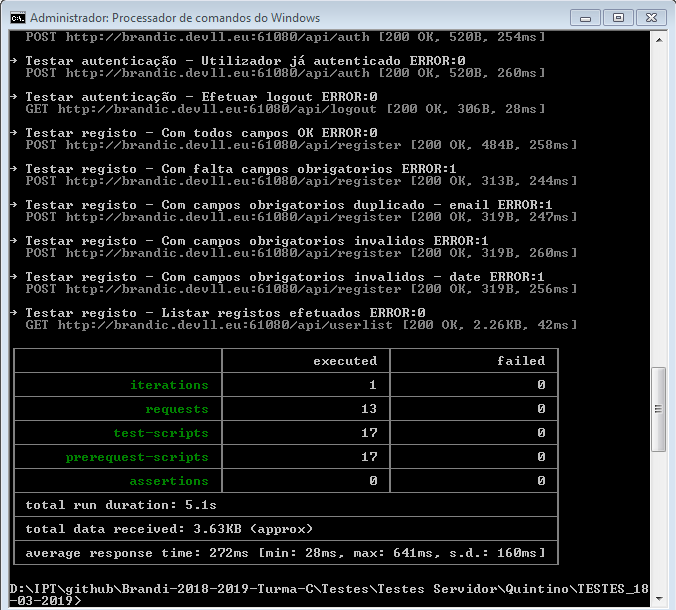 Administrador: Processador de comandos do Windows
POST http://brandic.devll.eu:61080/api/auth [200 OK, 520B, 254ms]
→ Testar autenticação - Utilizador já autenticado ERROR:0
POST http://brandic.devll.eu:61080/api/auth [200 OK, 520B, 260ms]
→ Testar autenticação - Efetuar logout ERROR:0
GET http://brandic.devll.eu:61080/api/logout [200 OK, 306B, 28ms]
→ Testar registo - Com todos campos OK ERROR:0
POST http://brandic.devll.eu:61080/api/register [200 OK, 484B, 258ms]
→ Testar registo - Com falta campos obrigatorios ERROR:1
POST http://brandic.devll.eu:61080/api/register [200 OK, 313B, 244ms]
→ Testar registo - Com campos obrigatorios duplicado - email ERROR:1
POST http://brandic.devll.eu:61080/api/register [200 OK, 319B, 247ms]
→ Testar registo - Com campos obrigatorios invalidos ERROR:1
POST http://brandic.devll.eu:61080/api/register [200 OK, 319B, 260ms]
→ Testar registo - Com campos obrigatorios invalidos - date ERROR:1
POST http://brandic.devll.eu:61080/api/register [200 OK, 319B, 256ms]
→ Testar registo - Listar registos efetuados ERROR:0
GET http://brandic.devll.eu:61080/api/userlist [200 OK, 2.26KB, 42ms]
executed failed
iterations 1 0
requests 13 0
test-scripts 17 0
prerequest-scripts 17 0
assertions 0 0
total run duration: 5.1s
total data received: 3.63KB (approx)
average response time: 272ms [min: 28ms, max: 641ms, s.d.: 160ms]
D:\IPT\github\Brandi-2018-2019-Turma-C\Testes\Testes Servidor\Quintino\TESTES_18
-03-2019>